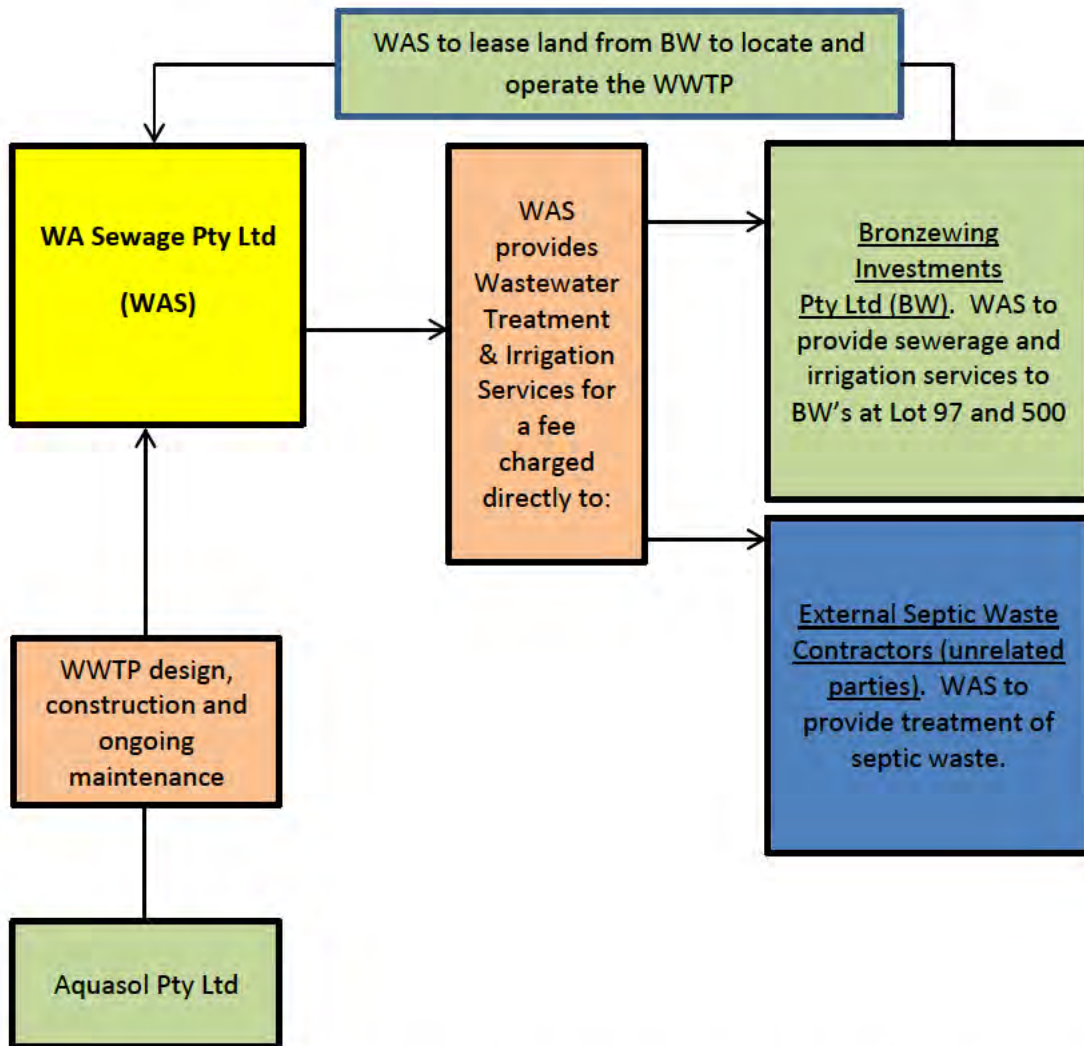 WAS to lease land from BW to locate and
operate the WWTP
WA Sewage Pty Ltd
(WAS)
WAS
provides
Wastewater
Treatment
& Irrigation
Services for
a fee
charged
directly to:
Bronzewing
Investments
Pty Ltd (BW).  WAS to
provide sewerage and
irrigation services to
BW's at Lot 97 and 500
External Septic Waste
Contractors (unrelated
parties).  WAS to
provide treatment of
septic waste.
WWTP design,
construction and
ongoing
maintenance
Aquasol Pty Ltd